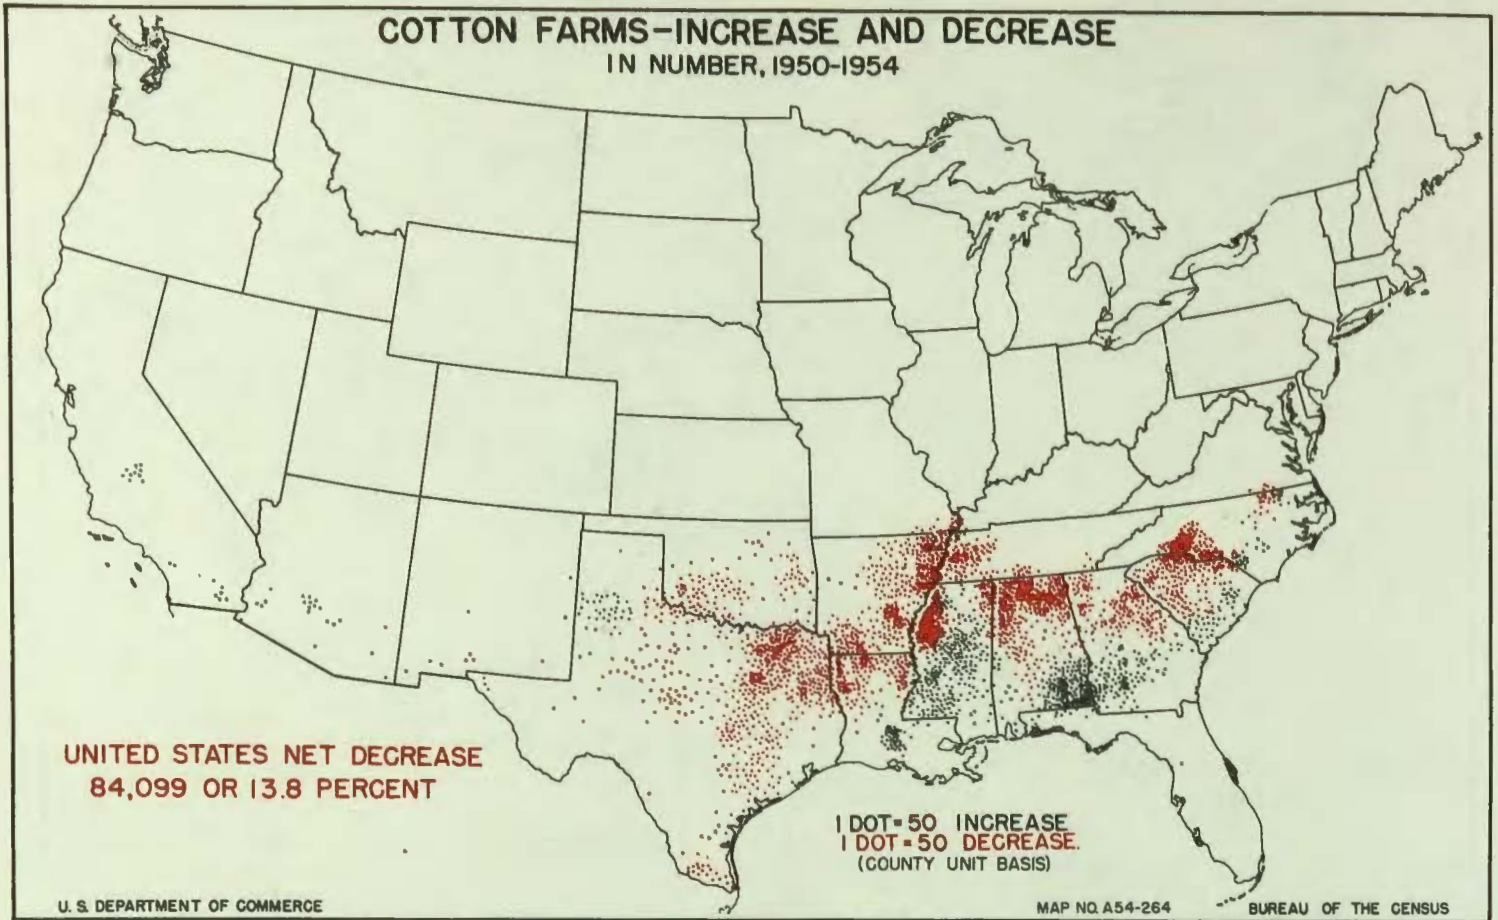 COTTON FARMS-INCREASE AND DECREASE
IN NUMBER, 1950-1954
UNITED STATES NET DECREASE
84,099 OR 13.8 PERCENT
1 DOT=50 INCREASE
1 DOT=50 DECREASE.
(COUNTY UNIT BASIS)
U. S. DEPARTMENT OF COMMERCE
MAP NO. A54-264
BUREAU OF THE CENSUS